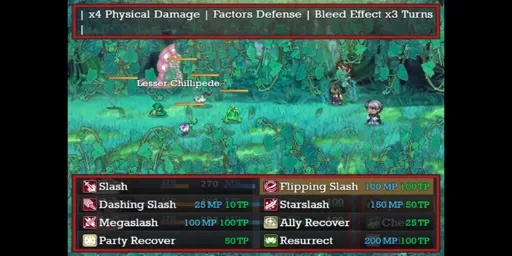 | x4 Physical Damage | Factors Defense | Bleed Effect x3 Turns
|
Lesser Chillipede
Slash 270
Flipping Slash 100 MP 100 TP
Dashing Slash 25 MP 10 TP
Starslash 150 MP 50 TP
Megaslash 100 MP 100 TP
Ally Recover 25 TP
Party Recover 50 TP
Resurrect 200 MP 100 TP